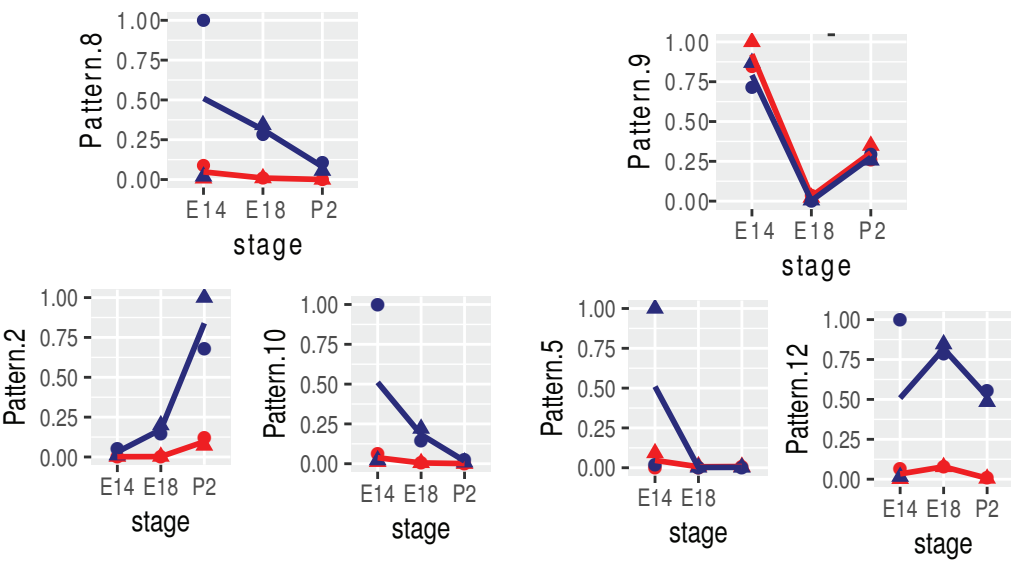 Pattern.8
1.00
0.75
0.50
0.25
0.00
E14 E18 P2
stage
Pattern.9
1.00
0.75
0.50
0.25
0.00
E14 E18 P2
stage
Pattern.2
1.00
0.75
0.50
0.25
0.00
E14 E18 P2
stage
Pattern.10
1.00
0.75
0.50
0.25
0.00
E14 E18 P2
stage
Pattern.5
1.00
0.75
0.50
0.25
0.00
E14 E18
stage
Pattern.12
1.00
0.75
0.50
0.25
0.00
E14 E18 P2
stage